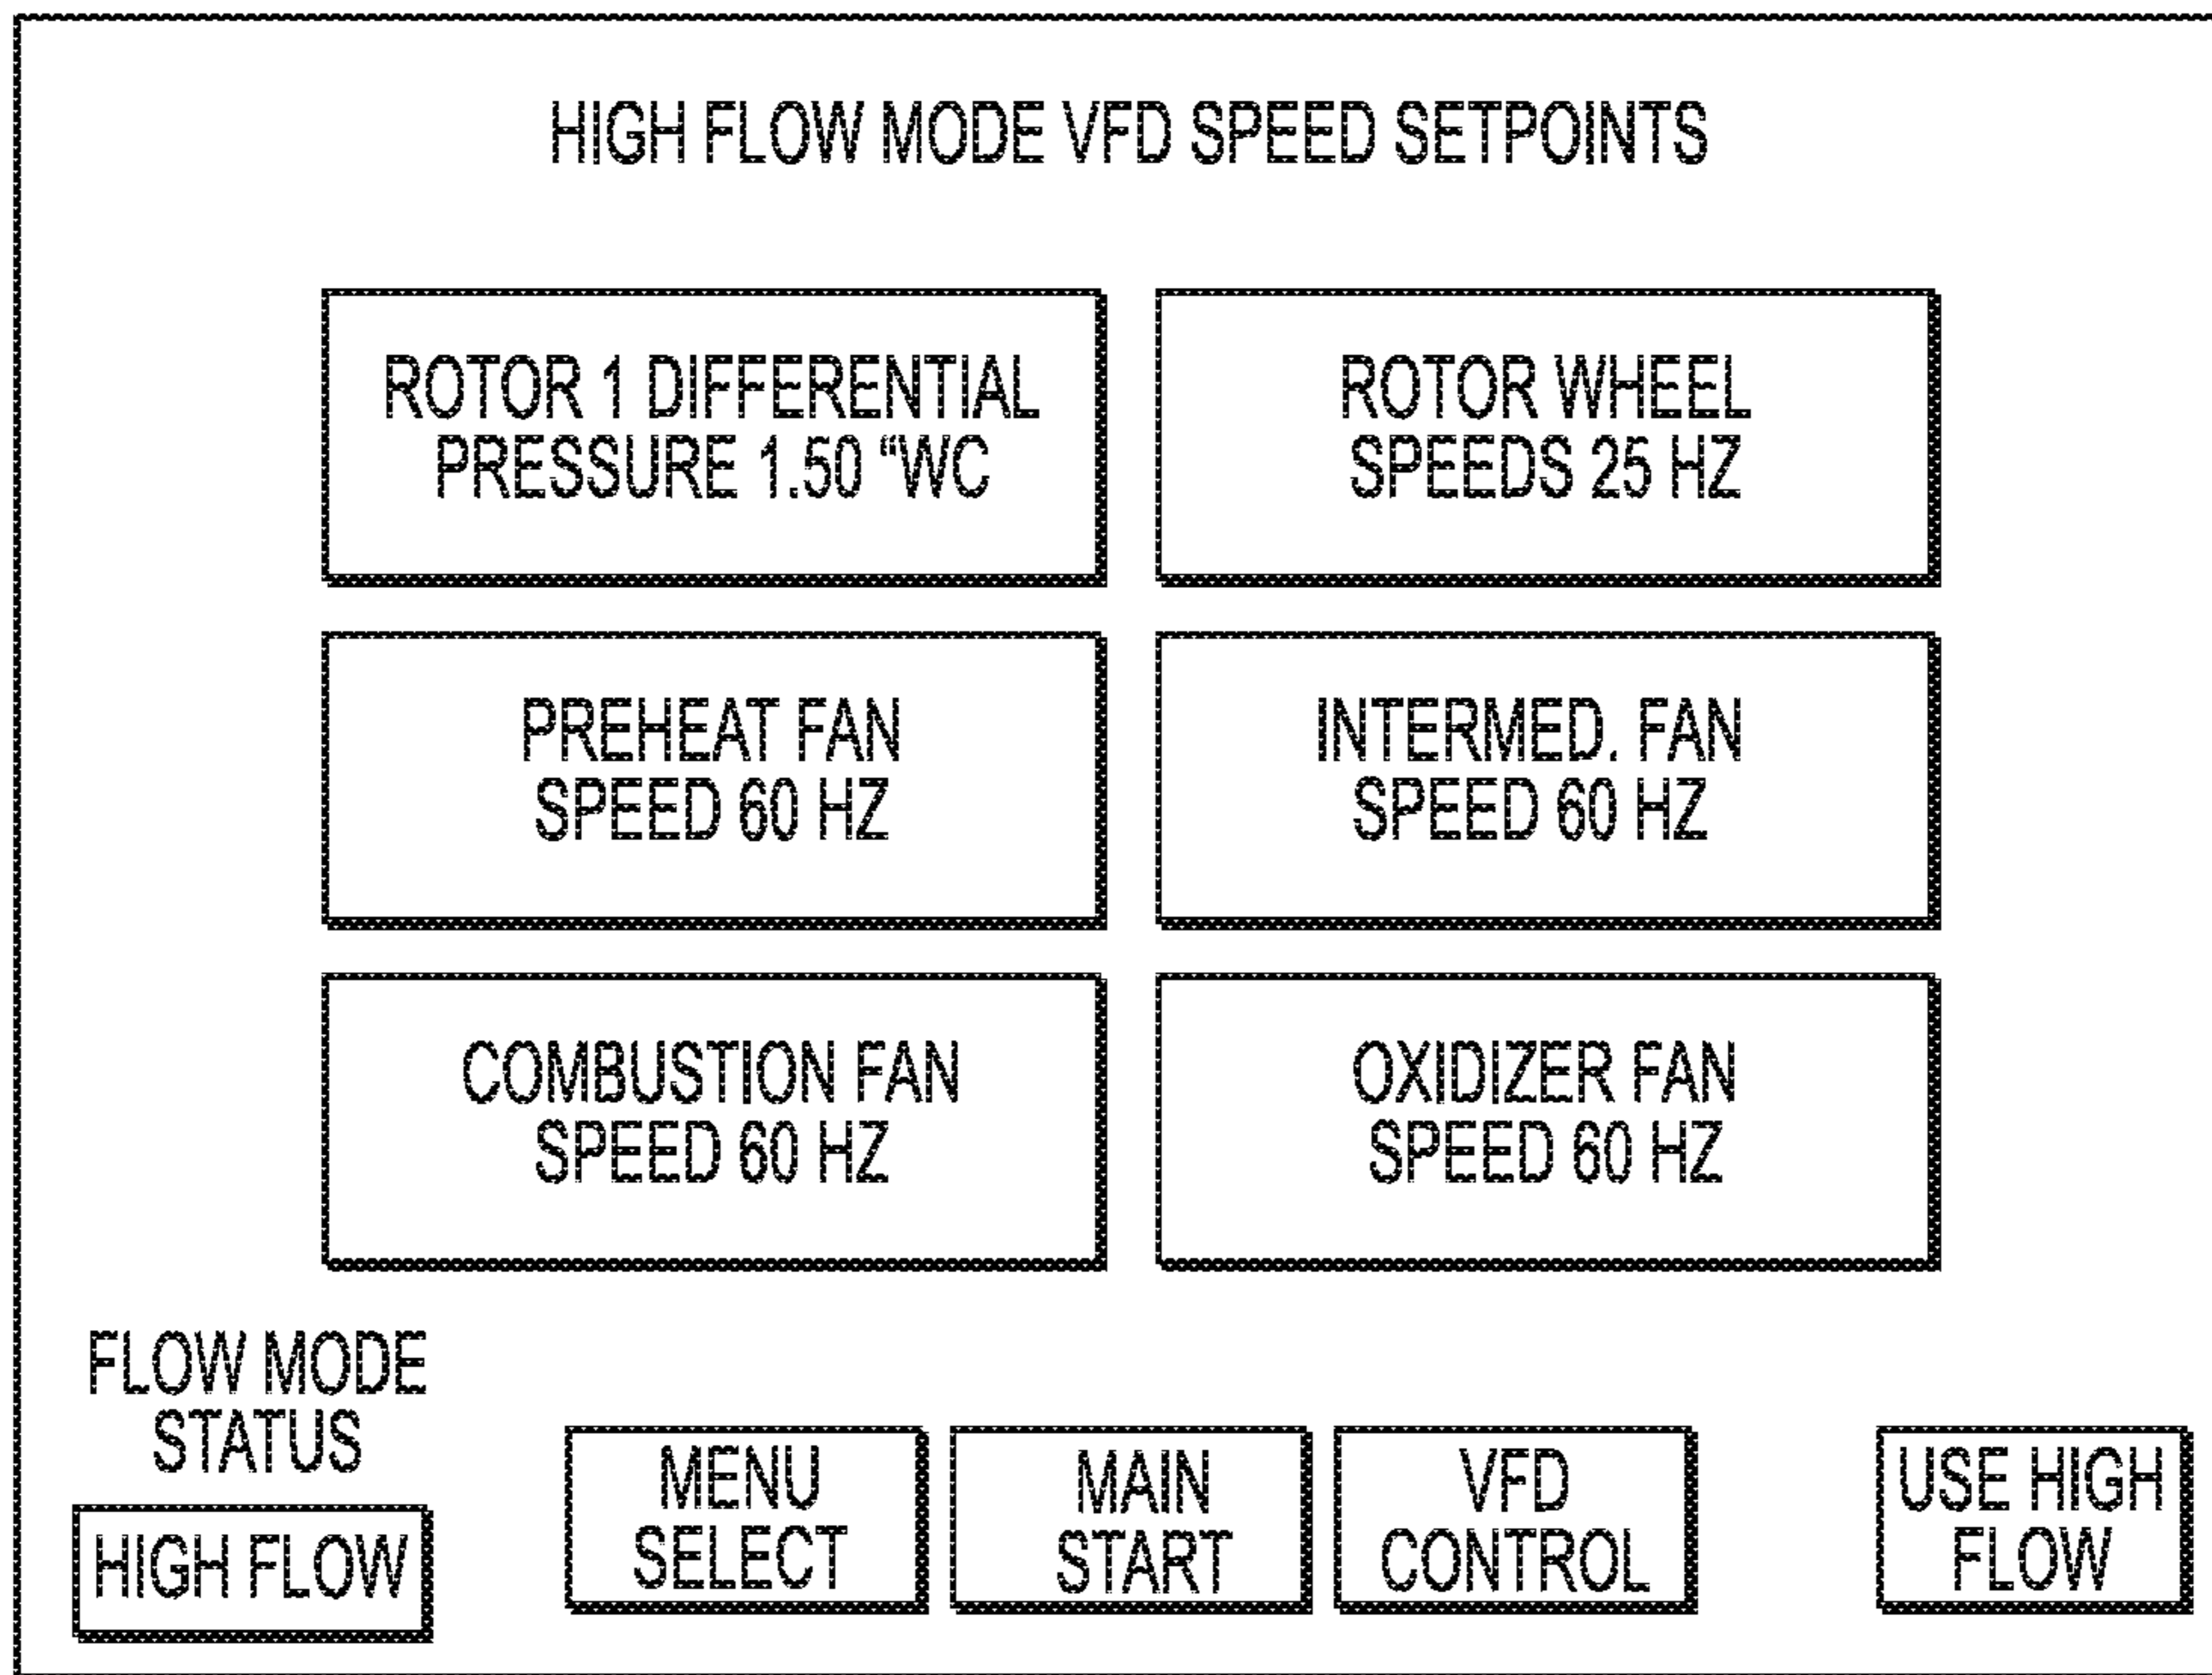 HIGH FLOW MODE VFD SPEED SETPOINTS
ROTOR 1 DIFFERENTIAL
PRESSURE 1.50 “WC
ROTOR WHEEL
SPEEDS 25 HZ
PREHEAT FAN
SPEED 60 HZ
INTERMED. FAN
SPEED 60 HZ
COMBUSTION FAN
SPEED 60 HZ
OXIDIZER FAN
SPEED 60 HZ
FLOW MODE
STATUS
HIGH FLOW
MENU
SELECT
MAIN
START
VFD
CONTROL
USE HIGH
FLOW